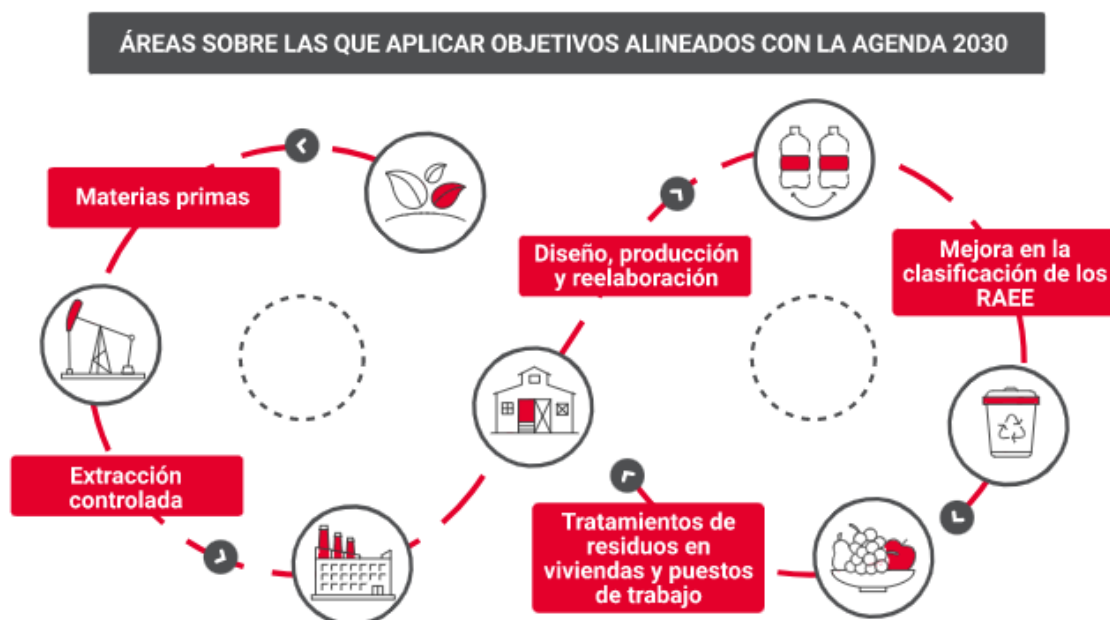 ÁREAS SOBRE LAS QUE APLICAR OBJETIVOS ALINEADOS CON LA AGENDA 2030
Materias primas
Extracción
controlada
Diseño, producción
y reelaboración
Mejora en la
clasificación de los
RAEE
Tratamientos de
residuos en
viviendas y puestos
de trabajo